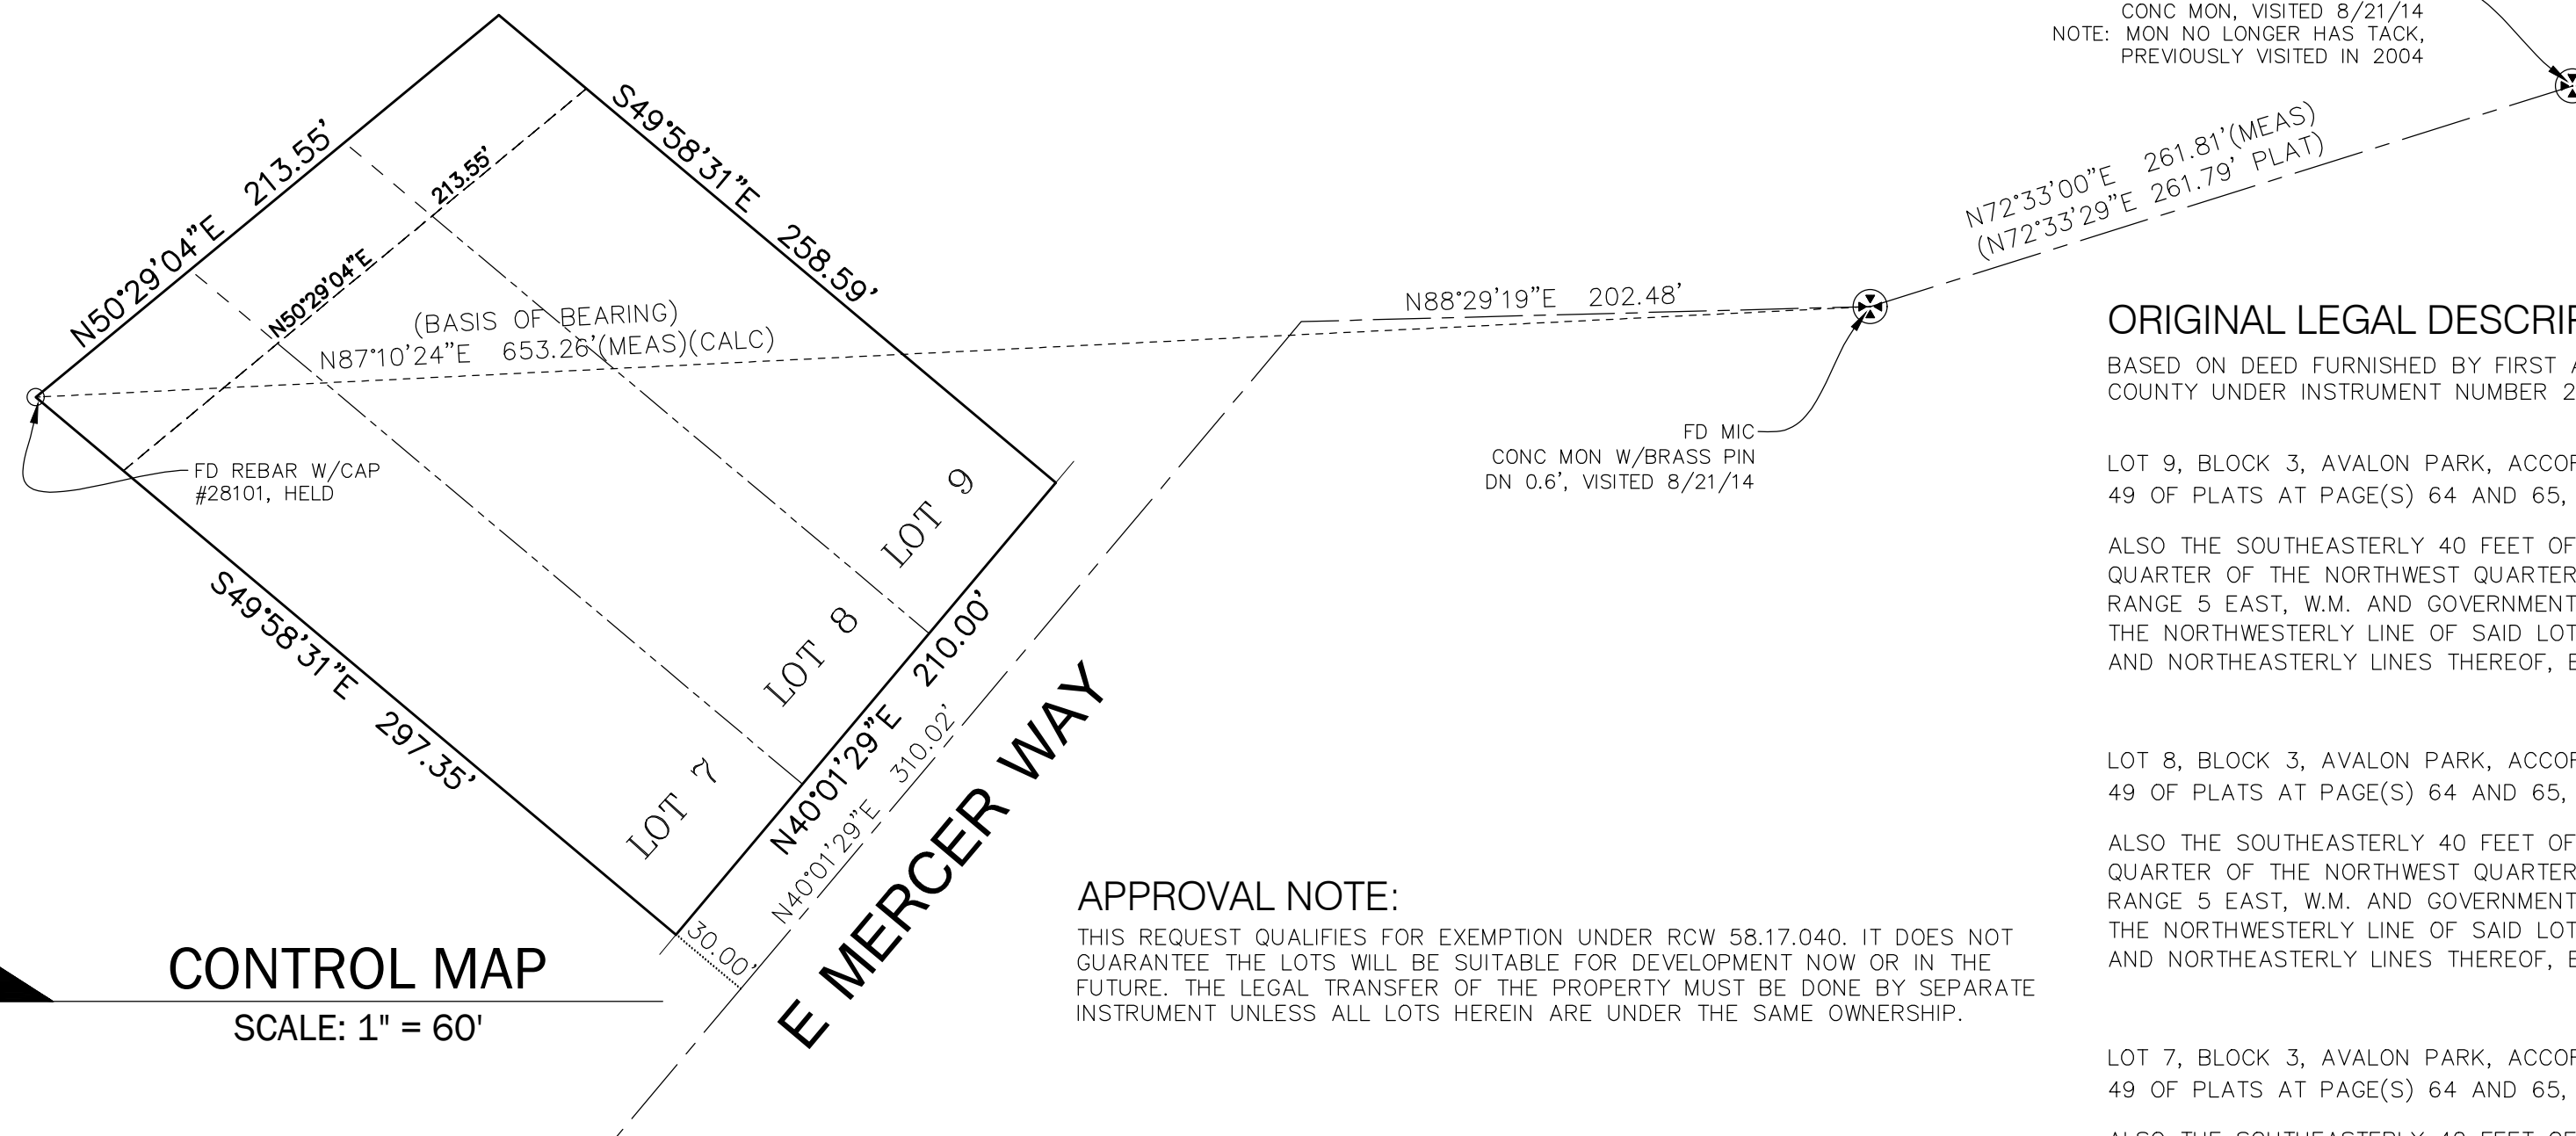 CONC MON, VISITED 8/21/14
NOTE: MON NO LONGER HAS TACK,
PREVIOUSLY VISITED IN 2004
N72°33'00"E 261.81'(MEAS)
(N72°33'29"E 261.79' PLAT)
N50°29'04"E 213.55'
N50°29'04"E 213.55'
S49°58'31"E 258.59'
(BASIS OF BEARING)
N87°10'24"E 653.26'(MEAS)(CALC)
N88°29'19"E 202.48'
FD MIC
CONC MON W/BRASS PIN
DN 0.6', VISITED 8/21/14
FD REBAR W/CAP
#28101, HELD
S49°58'31"E 297.35'
LOT 9
LOT 8
LOT 7
N40°01'29"E 210.00'
N40°01'29"E 310.02'
30.00'
E MERCER WAY
CONTROL MAP
SCALE: 1" = 60'
APPROVAL NOTE:
THIS REQUEST QUALIFIES FOR EXEMPTION UNDER RCW 58.17.040. IT DOES NOT
GUARANTEE THE LOTS WILL BE SUITABLE FOR DEVELOPMENT NOW OR IN THE
FUTURE. THE LEGAL TRANSFER OF THE PROPERTY MUST BE DONE BY SEPARATE
INSTRUMENT UNLESS ALL LOTS HEREIN ARE UNDER THE SAME OWNERSHIP.
ORIGINAL LEGAL
BASED ON DEED FURNISHED BY FIRST
COUNTY UNDER INSTRUMENT NUMBER 2
LOT 9, BLOCK 3, AVALON PARK,
49 OF PLATS AT PAGE(S) 64 AND 65,
ALSO THE SOUTHEASTERLY 40 FEET OF
QUARTER OF THE NORTHWEST QUARTER
RANGE 5 EAST, W.M. AND GOVERNMENT
THE NORTHWESTERLY LINE OF SAID LOT
AND NORTHEASTERLY LINES THEREOF,
LOT 8, BLOCK 3, AVALON PARK,
49 OF PLATS AT PAGE(S) 64 AND 65,
ALSO THE SOUTHEASTERLY 40 FEET OF
QUARTER OF THE NORTHWEST QUARTER
RANGE 5 EAST, W.M. AND GOVERNMENT
THE NORTHWESTERLY LINE OF SAID LOT
AND NORTHEASTERLY LINES THEREOF,
LOT 7, BLOCK 3, AVALON PARK,
49 OF PLATS AT PAGE(S) 64 AND 65,